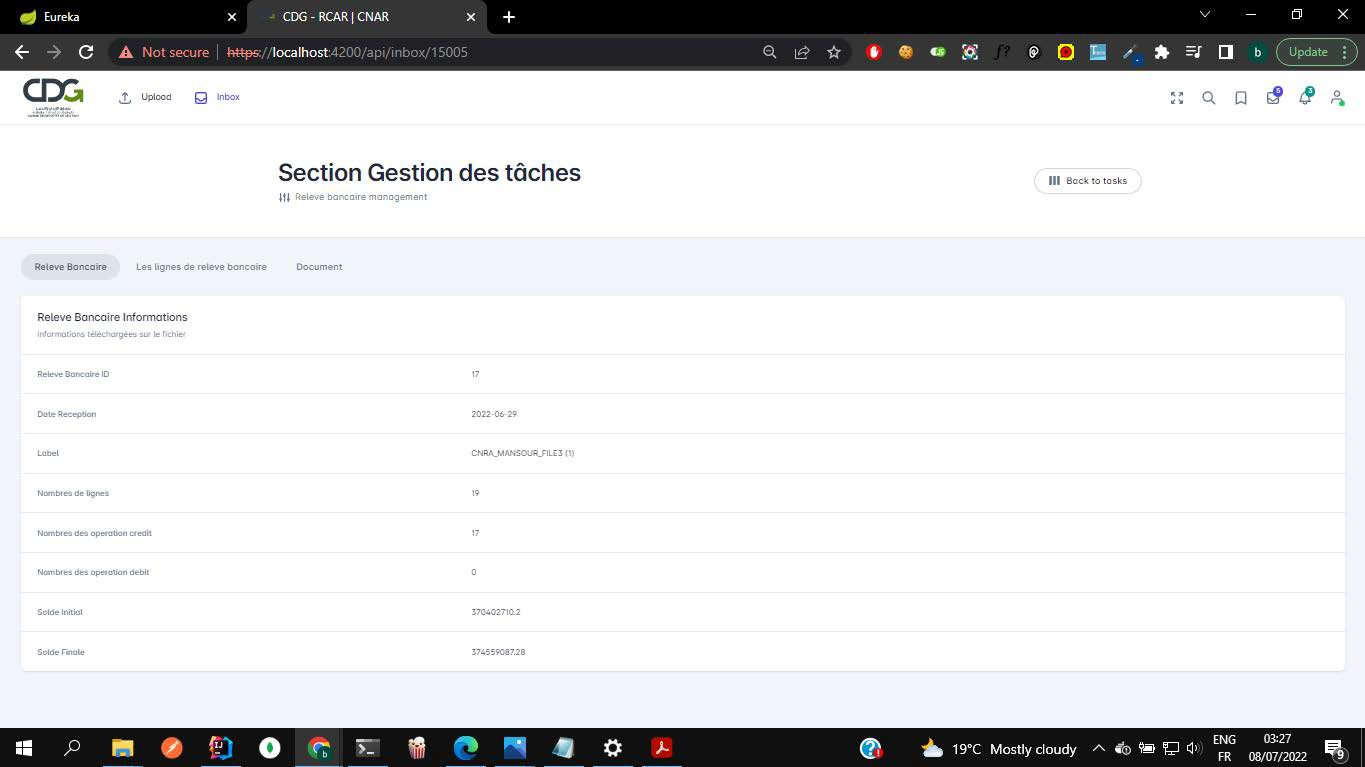 Eureka
CDG - RCAR | CNAR
Not secure
https://localhost:4200/api/inbox/15005
b
Update
CDG
Upload
Inbox
5
3
Section Gestion des tâches
Releve bancaire management
Back to tasks
Releve Bancaire
Les lignes de releve bancaire
Document
Releve Bancaire Informations
Informations téléchargées sur le fichier
Releve Bancaire ID
17
Date Reception
2022-06-29
Label
CNRA_MANSOUR_FILE3 (1)
Nombres de lignes
19
Nombres des operation credit
17
Nombres des operation debit
0
Solde Initial
370402710.2
Solde Finale
374559087.28
19°C Mostly cloudy
ENG
FR
03:27
08/07/2022
9